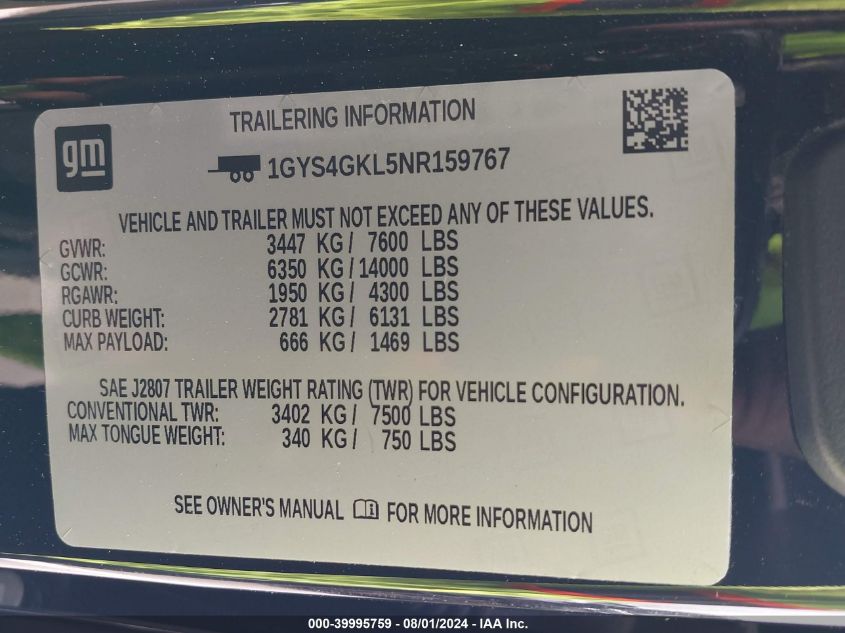 TRAILERING INFORMATION
gm
1GYS4GKL5NR159767
VEHICLE AND TRAILER MUST NOT EXCEED ANY OF THESE VALUES.
GVWR: 3447 KG / 7600 LBS
GCWR: 6350 KG / 14000 LBS
RGAWR: 1950 KG / 4300 LBS
CURB WEIGHT: 2781 KG / 6131 LBS
MAX PAYLOAD: 666 KG / 1469 LBS
SAE J2807 TRAILER WEIGHT RATING (TWR) FOR VEHICLE CONFIGURATION.
CONVENTIONAL TWR: 3402 KG / 7500 LBS
MAX TONGUE WEIGHT: 340 KG / 750 LBS
SEE OWNER'S MANUAL FOR MORE INFORMATION
000-39995759 - 08/01/2024 - IAA Inc.